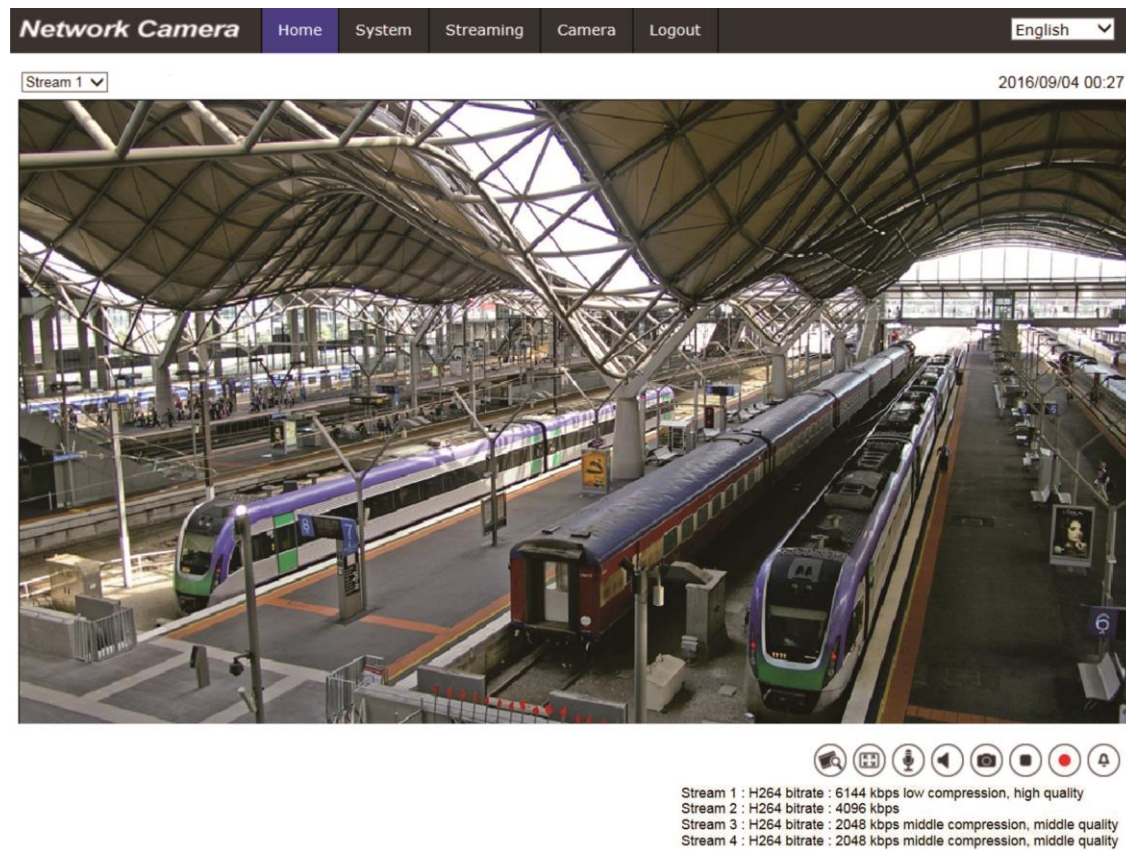 Network Camera Home System Streaming Camera Logout English
Stream 1 2016/09/04 00:27
8 7
6
Stream 1 : H264 bitrate : 6144 kbps low compression, high quality
Stream 2 : H264 bitrate : 4096 kbps
Stream 3 : H264 bitrate : 2048 kbps middle compression, middle quality
Stream 4 : H264 bitrate : 2048 kbps middle compression, middle quality